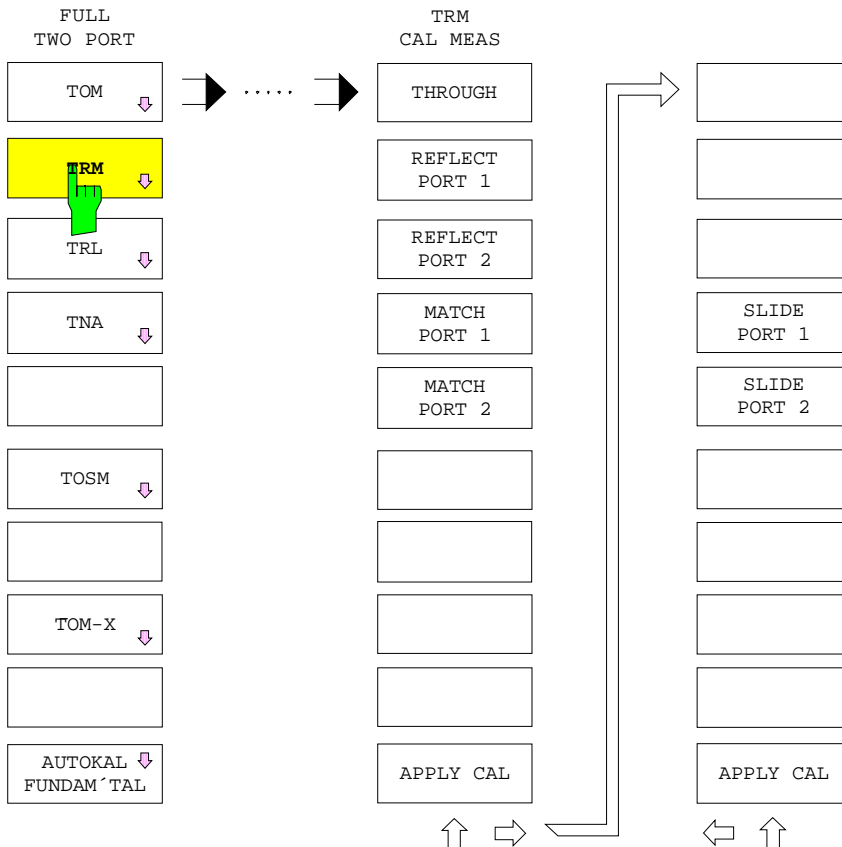 FULL
TWO PORT
TOM
TRM
TRL
TNA
TOSM
TOM-X
AUTOKAL
FUNDAM´TAL
TRM
CAL MEAS
THROUGH
REFLECT
PORT 1
REFLECT
PORT 2
MATCH
PORT 1
MATCH
PORT 2
APPLY CAL
SLIDE
PORT 1
SLIDE
PORT 2
APPLY CAL